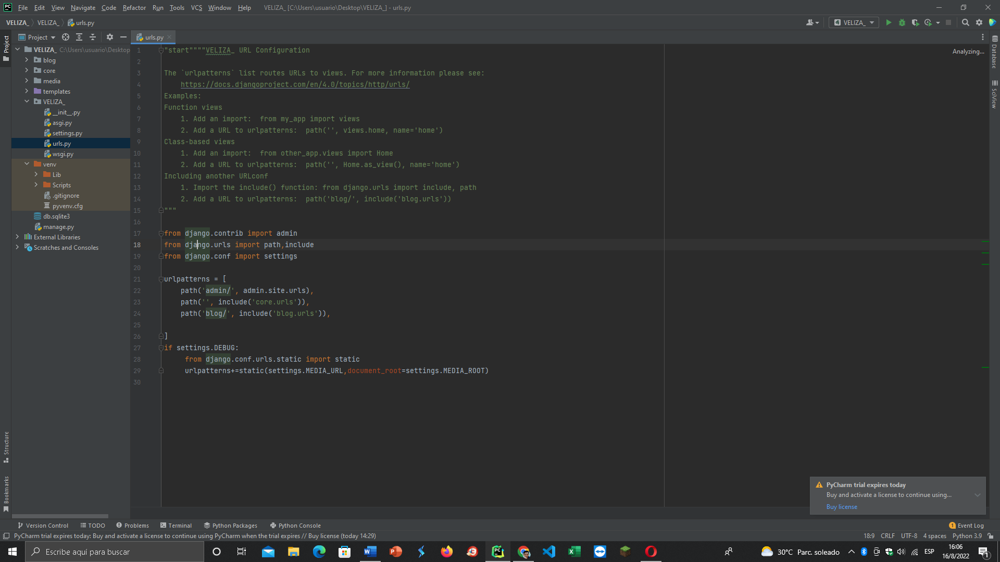 File Edit View Navigate Code Refactor Run Tools VCS Window Help VELIZA_ [C:\Users\usuario\Desktop\VELIZA_] - urls.py
VELIZA_ VELIZA_ urls.py
VELIZA_
Project
urls.py
Project
VELIZA_ C:\Users\usuario\Desktop
blog
core
media
templates
VELIZA_
__init__.py
asgi.py
settings.py
urls.py
wsgi.py
venv
Lib
Scripts
.gitignore
pyvenv.cfg
db.sqlite3
manage.py
External Libraries
Scratches and Consoles
Structure
Bookmarks
1 "start""""VELIZA_ URL Configuration
2
3 The `urlpatterns` list routes URLs to views. For more information please see:
4 https://docs.djangoproject.com/en/4.0/topics/http/urls/
5 Examples:
6 Function views
7 1. Add an import:  from my_app import views
8 2. Add a URL to urlpatterns:  path('', views.home, name='home')
9 Class-based views
10 1. Add an import:  from other_app.views import Home
11 2. Add a URL to urlpatterns:  path('', Home.as_view(), name='home')
12 Including another URLconf
13 1. Import the include() function: from django.urls import include, path
14 2. Add a URL to urlpatterns:  path('blog/', include('blog.urls'))
15 """
16
17 from django.contrib import admin
18 from django.urls import path,include
19 from django.conf import settings
20
21 urlpatterns = [
22 path('admin/', admin.site.urls),
23 path('', include('core.urls')),
24 path('blog/', include('blog.urls')),
25
26 ]
27 if settings.DEBUG:
28 from django.conf.urls.static import static
29 urlpatterns+=static(settings.MEDIA_URL,document_root=settings.MEDIA_ROOT)
30
Analyzing...
Database
SciView
PyCharm trial expires today
Buy and activate a license to continue using...
Buy license
Version Control TODO Problems Terminal Python Packages Python Console 1 Event Log
PyCharm trial expires today: Buy and activate a license to continue using PyCharm when the trial expires // Buy license (today 14:29) 18:9 CRLF UTF-8 4 spaces Python 3.9
Escribe aquí para buscar
30°C Parc. soleado ESP
16:06
16/8/2022
1